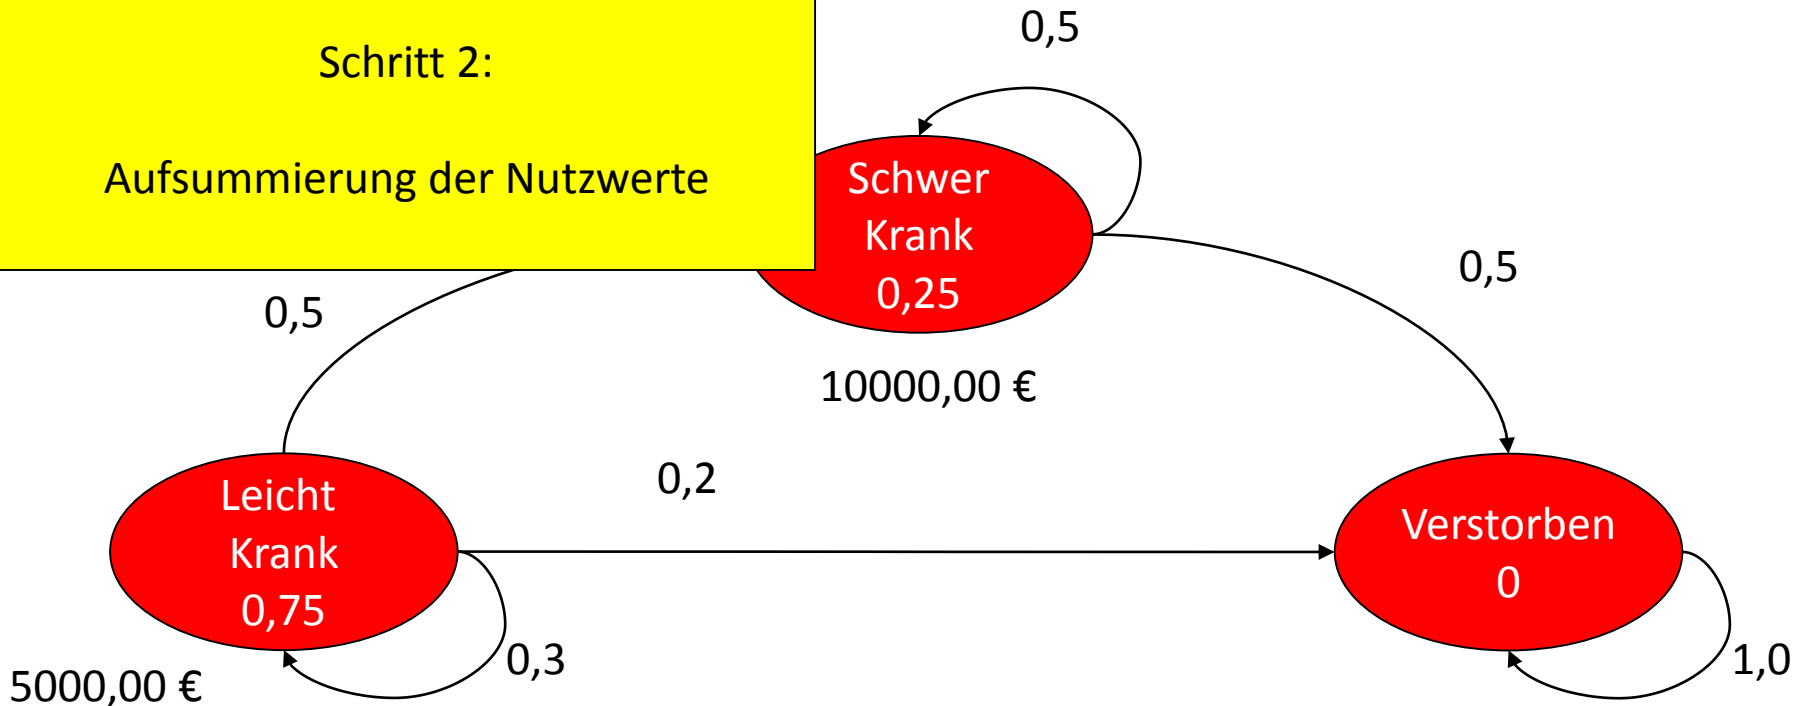 0,5
Schritt 2:
Aufsummierung der Nutzwerte
Schwer
Krank
0,25
0,5
0,5
10000,00 €
0,2
Leicht
Krank
0,75
Verstorben
0
0,3
1,0
5000,00 €